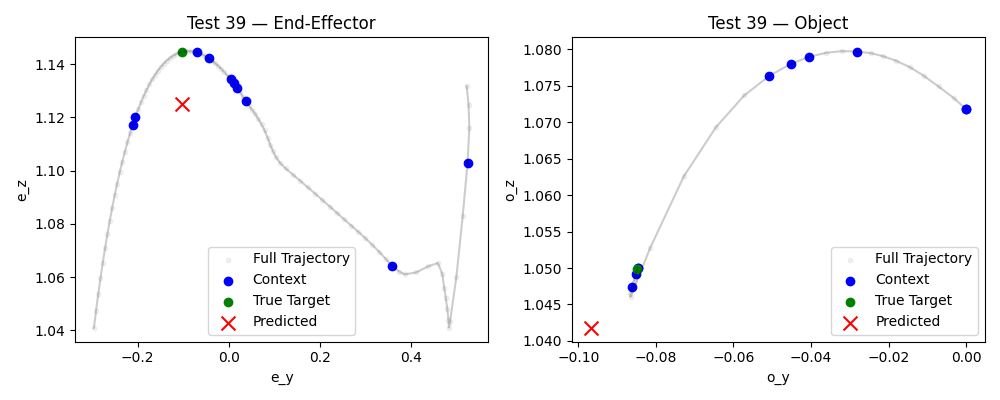 Test 39 — End-Effector
e_z
1.14
1.12
1.10
1.08
1.06
1.04
−0.2
0.0
0.2
0.4
e_y
Full Trajectory
Context
True Target
Predicted
Test 39 — Object
o_z
1.080
1.075
1.070
1.065
1.060
1.055
1.050
1.045
1.040
−0.10
−0.08
−0.06
−0.04
−0.02
0.00
o_y
Full Trajectory
Context
True Target
Predicted